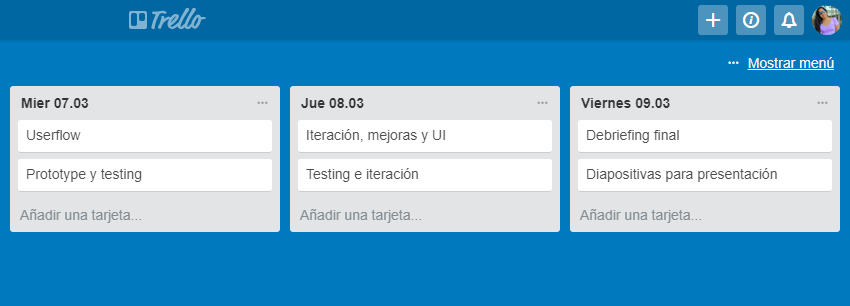 Trello
Mostrar menú
Mier 07.03
Userflow
Prototype y testing
Añadir una tarjeta...
Jue 08.03
Iteración, mejoras y UI
Testing e iteración
Añadir una tarjeta...
Viernes 09.03
Debriefing final
Diapositivas para presentación
Añadir una tarjeta...